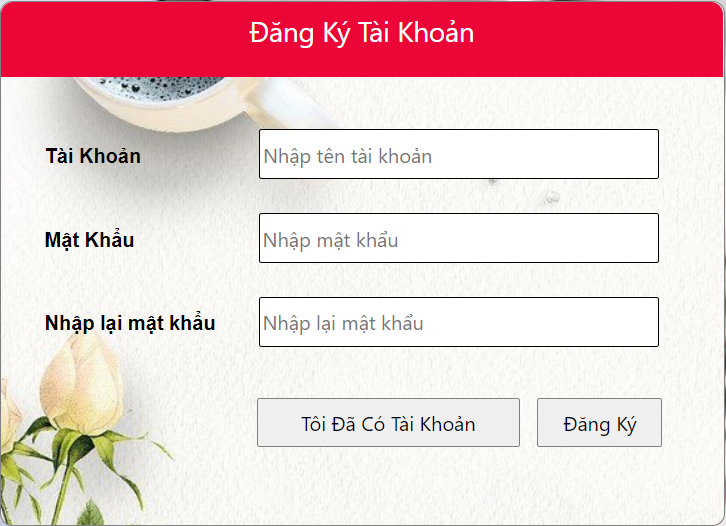 Đăng Ký Tài Khoản
Tài Khoản
Nhập tên tài khoản
Mật Khẩu
Nhập mật khẩu
Nhập lại mật khẩu
Nhập lại mật khẩu
Tôi Đã Có Tài Khoản
Đăng Ký